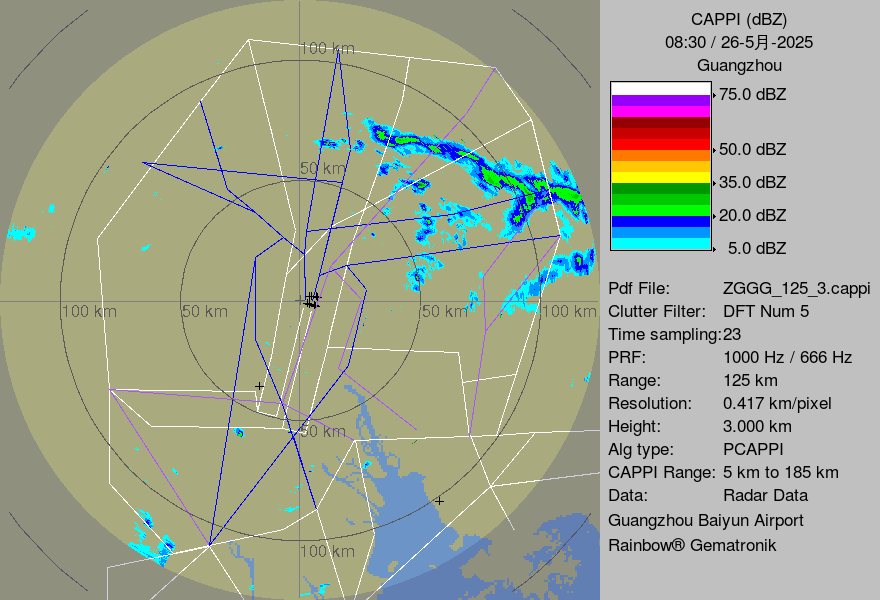 CAPPI (dBZ)
08:30 / 26-5月-2025
Guangzhou
75.0 dBZ
50.0 dBZ
35.0 dBZ
20.0 dBZ
5.0 dBZ
Pdf File: ZGGG_125_3.cappi
Clutter Filter: DFT Num 5
Time sampling:23
PRF: 1000 Hz / 666 Hz
Range: 125 km
Resolution: 0.417 km/pixel
Height: 3.000 km
Alg type: PCAPPI
CAPPI Range: 5 km to 185 km
Data: Radar Data
Guangzhou Baiyun Airport
Rainbow® Gematronik
100 km
50 km
100 km
50 km
50 km
100 km
50 km
100 km